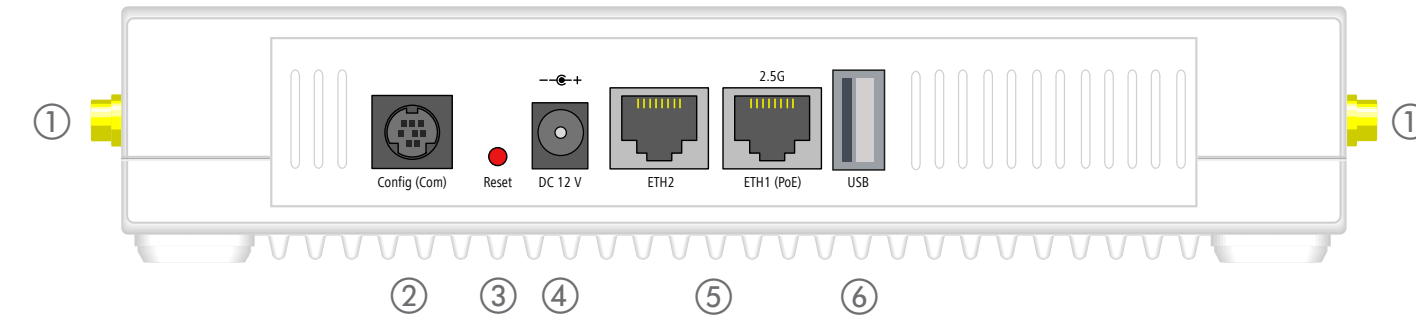 2.5G
① ①
Config (Com) Reset DC 12 V ETH2 ETH1 (PoE) USB
② ③ ④ ⑤ ⑥